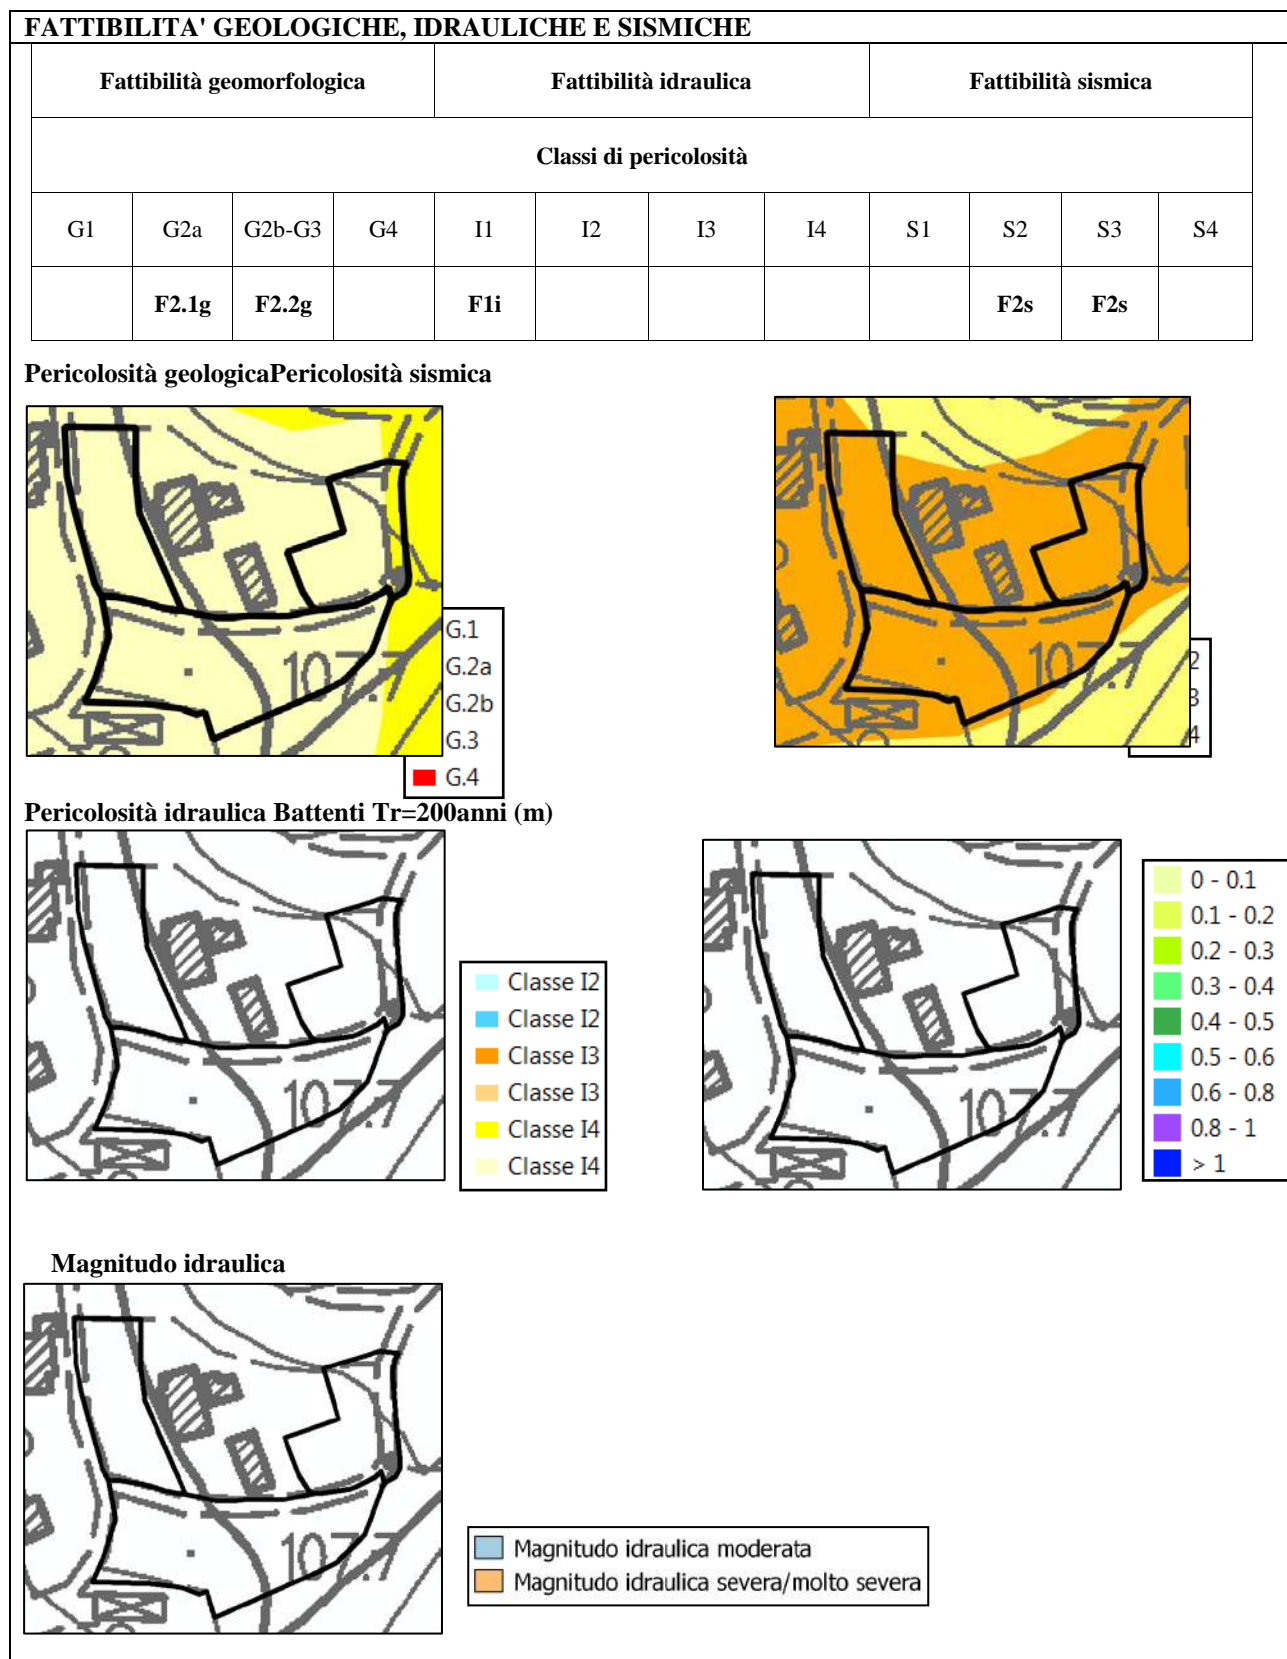 FATTIBILITA' GEOLOGICHE, IDRAULICHE E SISMICHE
Fattibilità geomorfologica Fattibilità idraulica Fattibilità sismica
Classi di pericolosità
G1 G2a G2b-G3 G4 I1 I2 I3 I4 S1 S2 S3 S4
F2.1g F2.2g F1i F2s F2s
Pericolosità geologicaPericolosità sismica
107.7
G.1
G.2a
G.2b
G.3
G.4
107.7
2
3
4
Pericolosità idraulica Battenti Tr=200anni (m)
107.7
Classe I2
Classe I2
Classe I3
Classe I3
Classe I4
Classe I4
107.7
0 - 0.1
0.1 - 0.2
0.2 - 0.3
0.3 - 0.4
0.4 - 0.5
0.5 - 0.6
0.6 - 0.8
0.8 - 1
> 1
Magnitudo idraulica
107.7
Magnitudo idraulica moderata
Magnitudo idraulica severa/molto severa